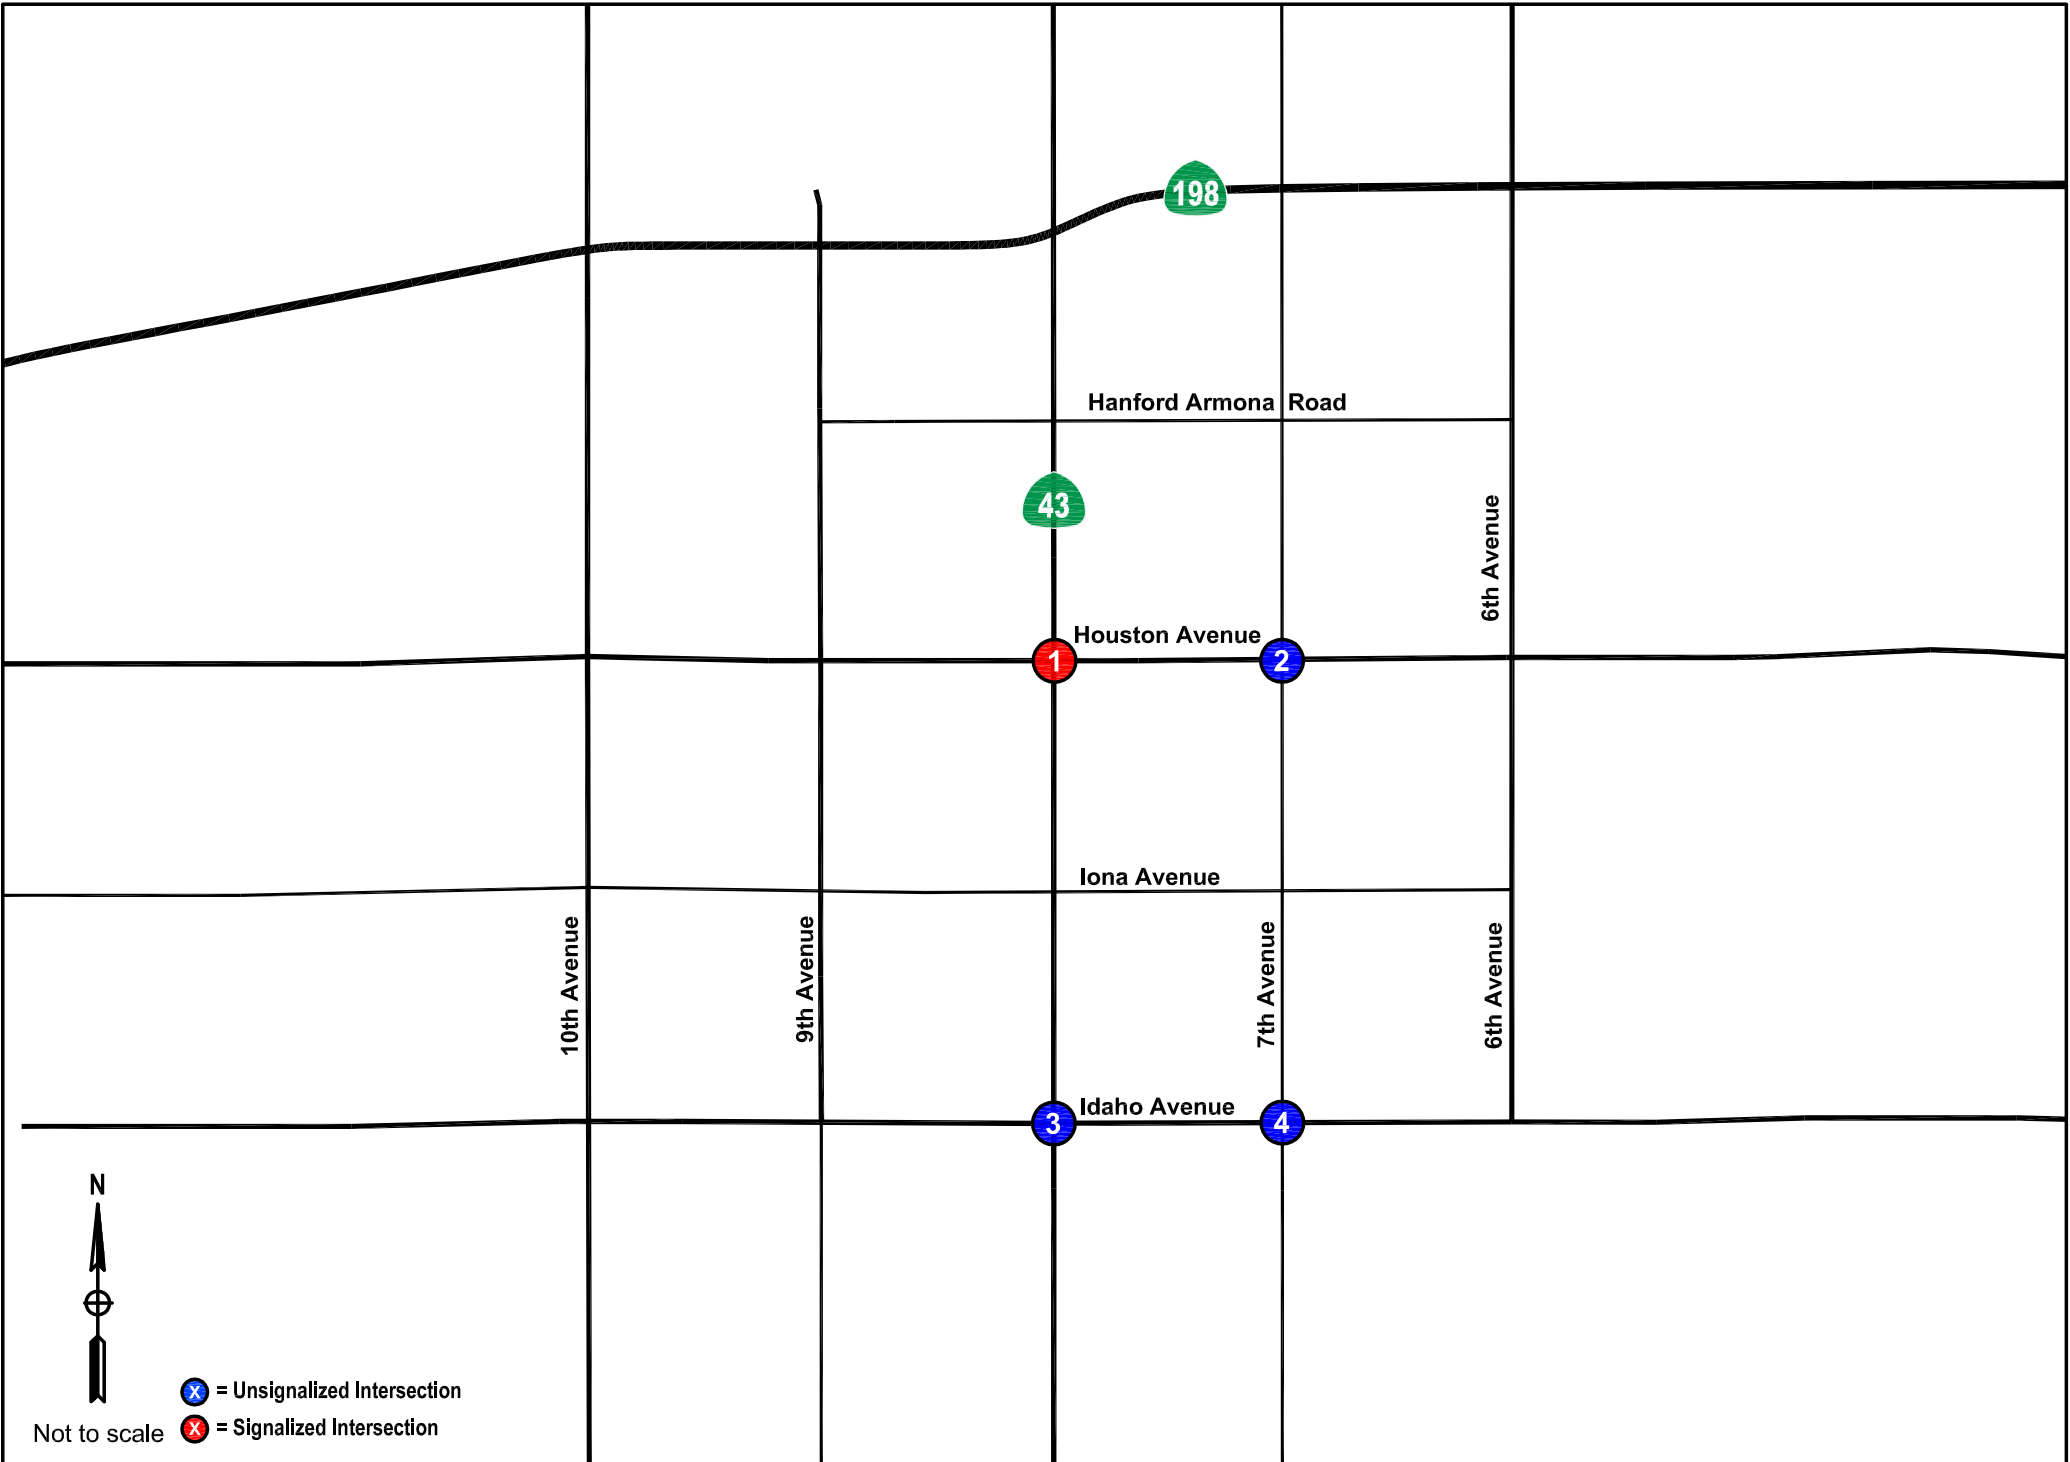 198
Hanford Armona Road
43
6th Avenue
Houston Avenue
1
2
Iona Avenue
10th Avenue
9th Avenue
7th Avenue
6th Avenue
Idaho Avenue
3
4
N
X = Unsignalized Intersection
X = Signalized Intersection
Not to scale